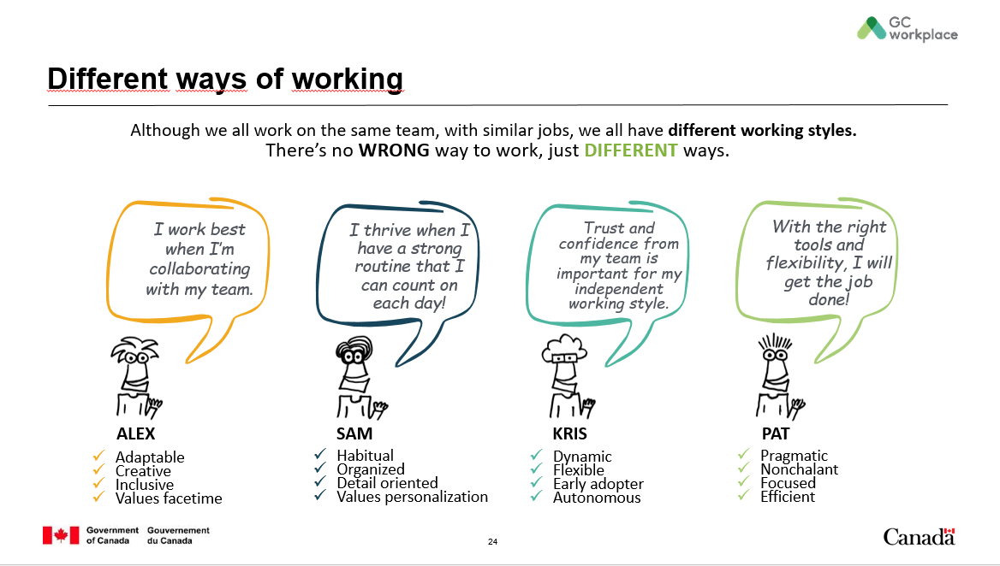 GC
workplace
Different ways of working
Although we all work on the same team, with similar jobs, we all have different working styles.
There's no WRONG way to work, just DIFFERENT ways.
I work best
when I'm
collaborating
with my team.
I thrive when I
have a strong
routine that I
can count on
each day!
Trust and
confidence from
my team is
important for my
independent
working style.
With the right
tools and
flexibility, I will
get the job
done!
ALEX
✓ Adaptable
✓ Creative
✓ Inclusive
✓ Values facetime
SAM
✓ Habitual
✓ Organized
✓ Detail oriented
✓ Values personalization
KRIS
✓ Dynamic
✓ Flexible
✓ Early adopter
✓ Autonomous
PAT
✓ Pragmatic
✓ Nonchalant
✓ Focused
✓ Efficient
Government
of Canada
Gouvernement
du Canada
24
Canada